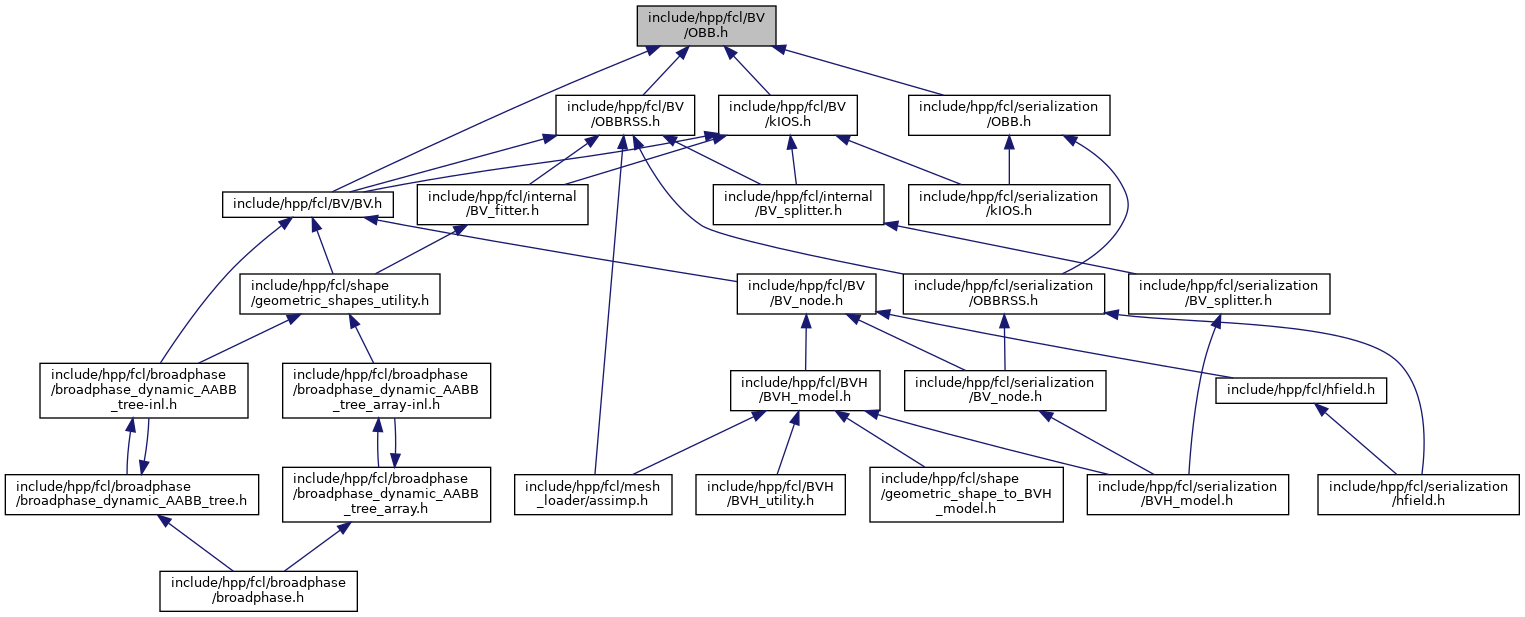 include/hpp/fcl/BV
/OBB.h
include/hpp/fcl/BV
/OBBRSS.h
include/hpp/fcl/BV
/kIOS.h
include/hpp/fcl/serialization
/OBB.h
include/hpp/fcl/BV/BV.h
include/hpp/fcl/internal
/BV_fitter.h
include/hpp/fcl/internal
/BV_splitter.h
include/hpp/fcl/serialization
/kIOS.h
include/hpp/fcl/shape
/geometric_shapes_utility.h
include/hpp/fcl/BV
/BV_node.h
include/hpp/fcl/serialization
/OBBRSS.h
include/hpp/fcl/serialization
/BV_splitter.h
include/hpp/fcl/broadphase
/broadphase_dynamic_AABB
_tree-inl.h
include/hpp/fcl/broadphase
/broadphase_dynamic_AABB
_tree_array-inl.h
include/hpp/fcl/BVH
/BVH_model.h
include/hpp/fcl/serialization
/BV_node.h
include/hpp/fcl/hfield.h
include/hpp/fcl/broadphase
/broadphase_dynamic_AABB_tree.h
include/hpp/fcl/broadphase
/broadphase_dynamic_AABB
_tree_array.h
include/hpp/fcl/mesh
_loader/assimp.h
include/hpp/fcl/BVH
/BVH_utility.h
include/hpp/fcl/shape
/geometric_shape_to_BVH
_model.h
include/hpp/fcl/serialization
/BVH_model.h
include/hpp/fcl/serialization
/hfield.h
include/hpp/fcl/broadphase
/broadphase.h